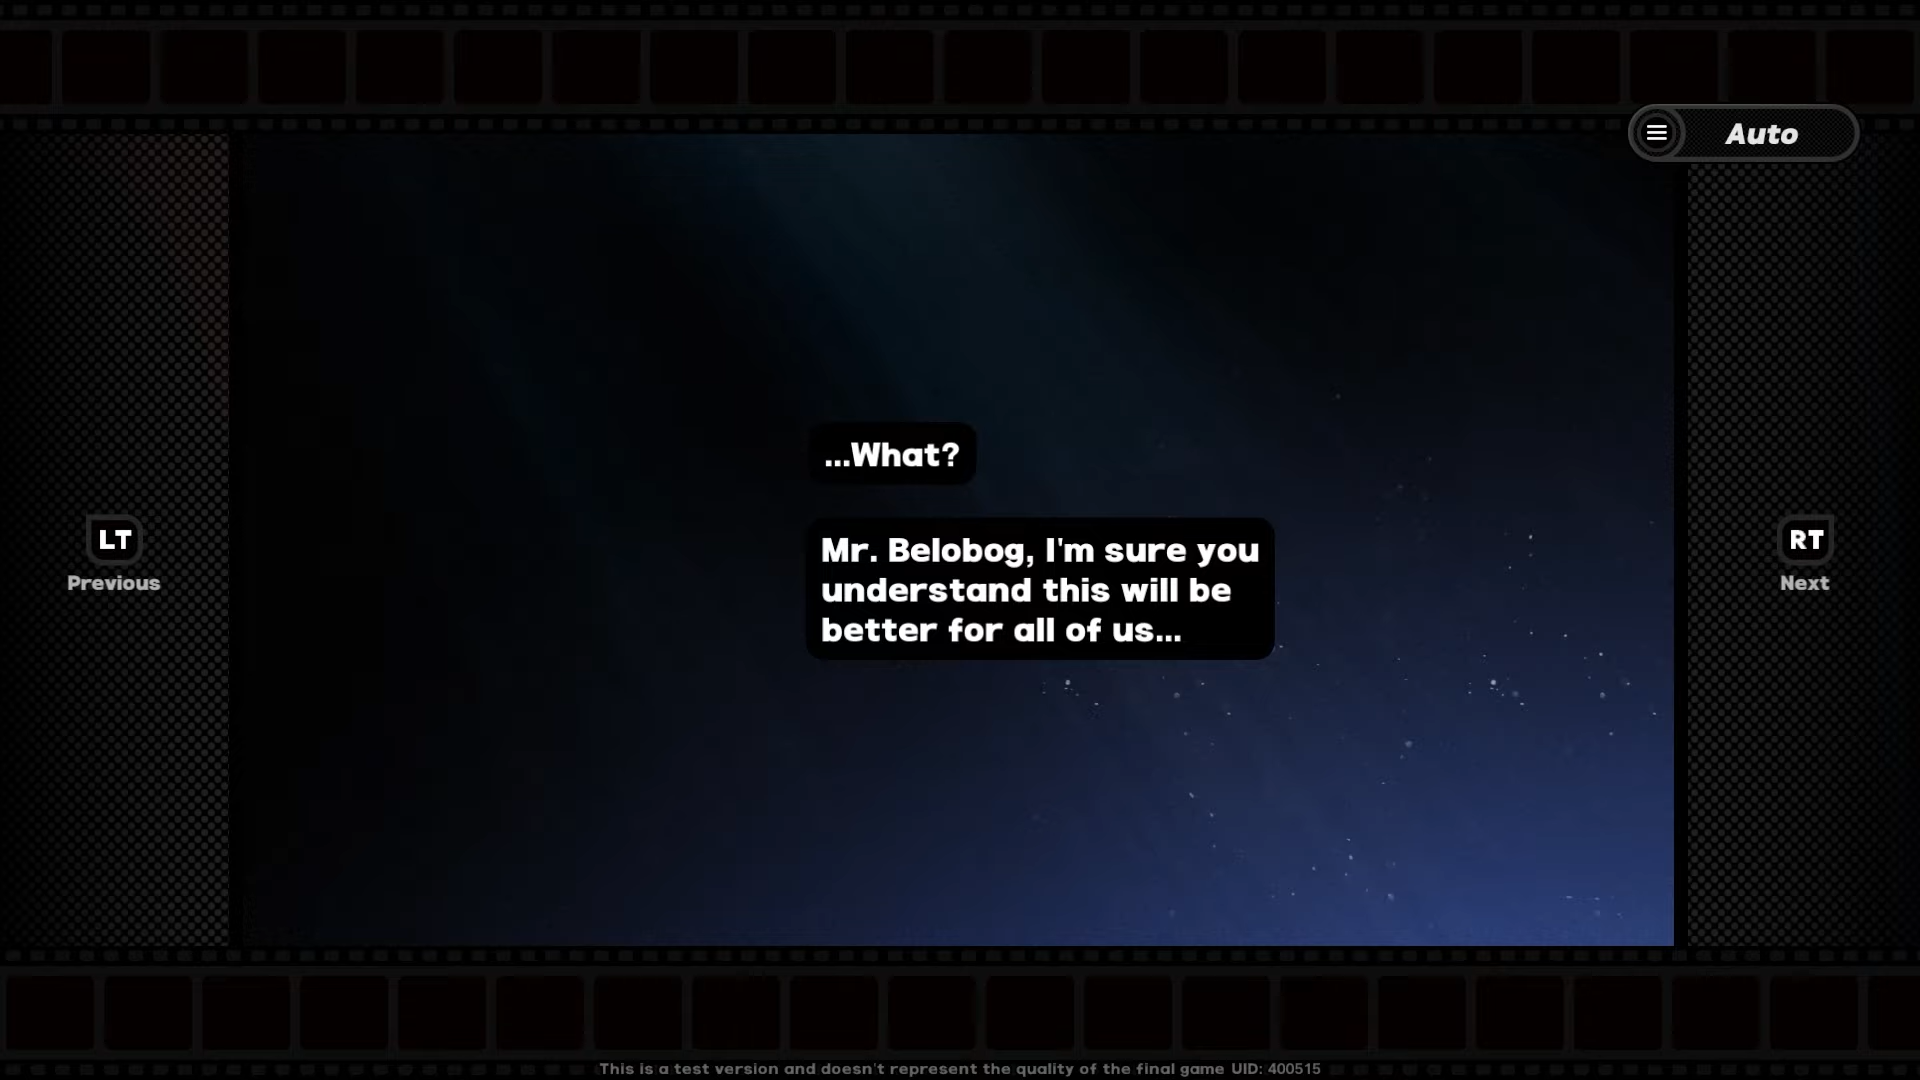 Auto
...What?
Mr. Belobog, I'm sure you
understand this will be
better for all of us...
LT
Previous
RT
Next
This is a test version and doesn't represent the quality of the final game UID: 400515